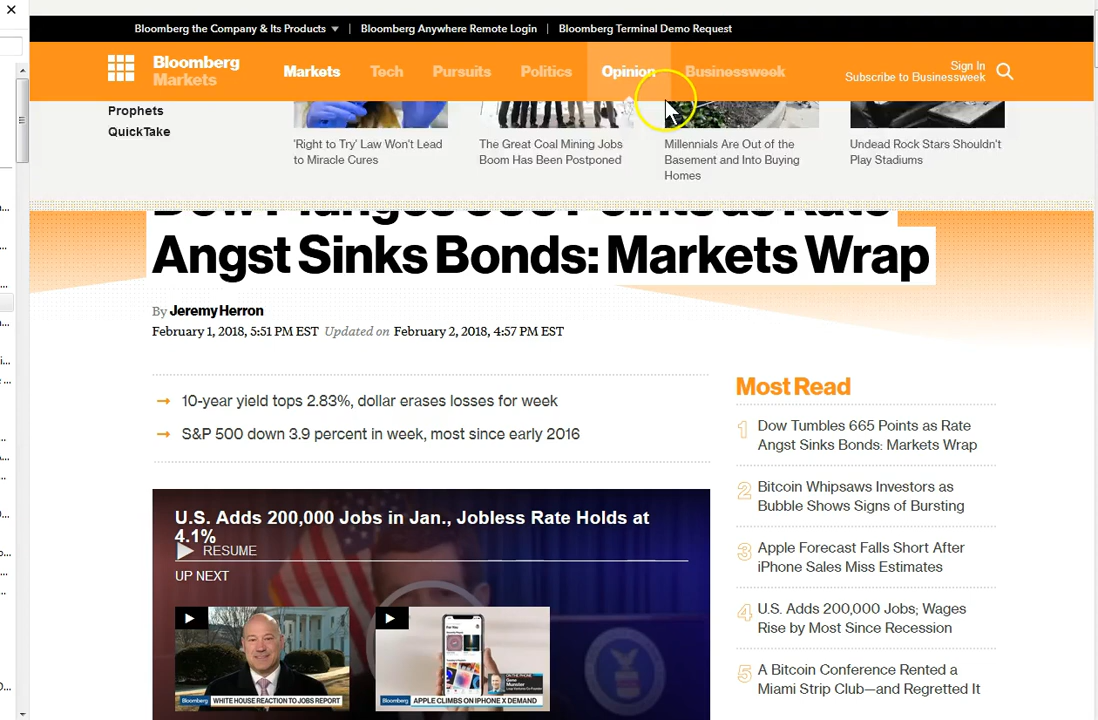 Bloomberg the Company & Its Products
Bloomberg Anywhere Remote Login
Bloomberg Terminal Demo Request
Bloomberg
Markets
Markets
Tech
Pursuits
Politics
Opinion
Businessweek
Sign In
Subscribe to Businessweek
Prophets
QuickTake
'Right to Try' Law Won't Lead
to Miracle Cures
The Great Coal Mining Jobs
Boom Has Been Postponed
Millennials Are Out of the
Basement and Into Buying
Homes
Undead Rock Stars Shouldn't
Play Stadiums
Angst Sinks Bonds: Markets Wrap
By Jeremy Herron
February 1, 2018, 5:51 PM EST Updated on February 2, 2018, 4:57 PM EST
→ 10-year yield tops 2.83%, dollar erases losses for week
→ S&P 500 down 3.9 percent in week, most since early 2016
U.S. Adds 200,000 Jobs in Jan., Jobless Rate Holds at
4.1%
RESUME
UP NEXT
Bloomberg WHITE HOUSE REACTION TO JOBS REPORT
ON THE PHONE
Gene
Munster
Bloomberg APPLE CLIMBS ON IPHONE X DEMAND
Most Read
1 Dow Tumbles 665 Points as Rate
Angst Sinks Bonds: Markets Wrap
2 Bitcoin Whipsaws Investors as
Bubble Shows Signs of Bursting
3 Apple Forecast Falls Short After
iPhone Sales Miss Estimates
4 U.S. Adds 200,000 Jobs; Wages
Rise by Most Since Recession
5 A Bitcoin Conference Rented a
Miami Strip Club—and Regretted It